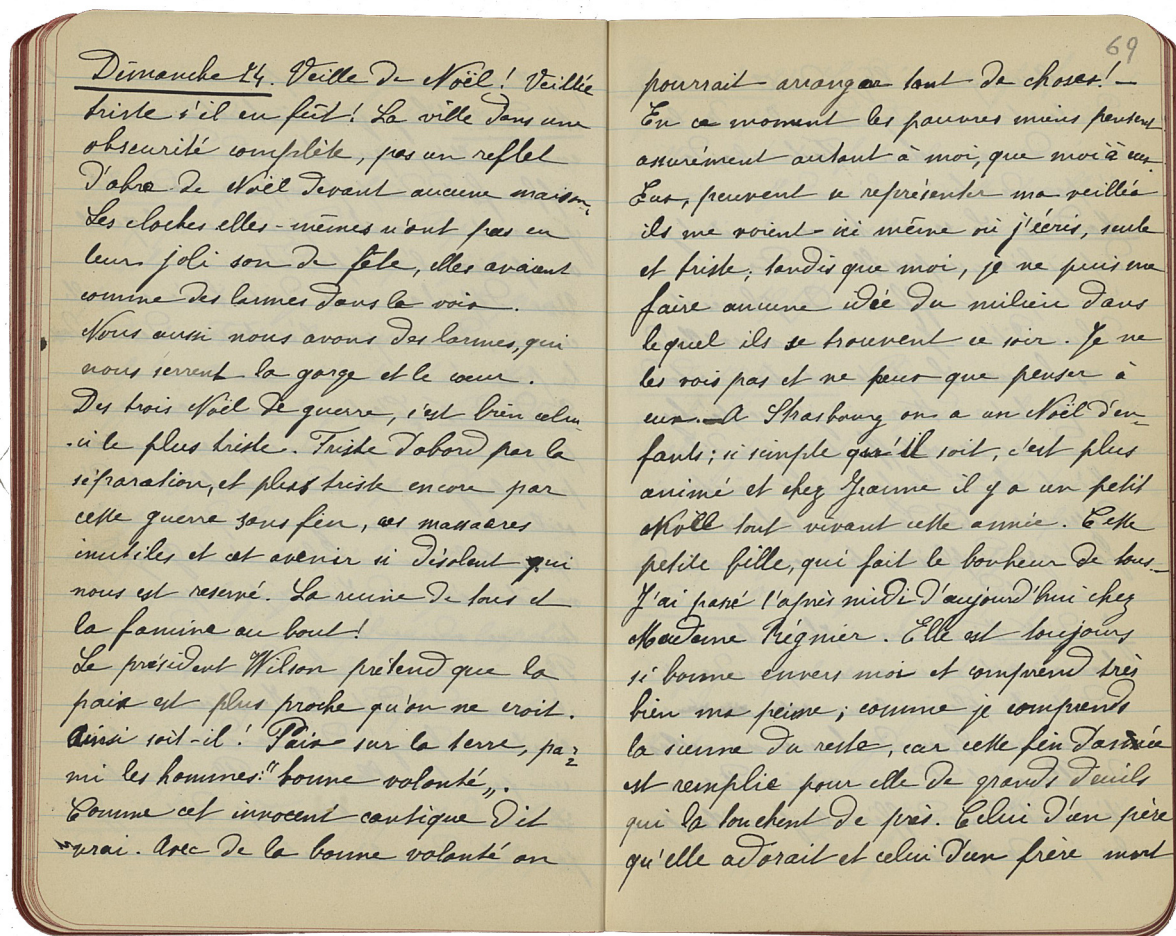 Dimanche 24. Veille de Noël! Veillée
triste s'il en fût! La ville dans une
obscurité complète, pas un reflet
d'abre de Noël devant aucune maison.
Les cloches elles-mêmes n'ont pas eu
leur joli son de fête, elles avaient
comme des larmes dans la voix.
Nous aussi nous avons des larmes, qui
nous serrent la gorge et le cœur.
Des trois Noël de guerre, c'est bien celui-
-ci le plus triste. Triste d'abord par la
séparation, et plus triste encore par
cette guerre sans fin, ces massacres
inutiles et cet avenir si désolent qui
nous est reservé. La ruine de tous et
la famine au bout!
Le président Wilson prétend que la
paix est plus proche qu'on ne croit.
Ainsi soit-il! Paix sur la terre, pa=
mi les hommes: "bonne volonté„.
Comme cet innocent cantique dit
vrai. Avec de la bonne volonté on
69
pourrait arranger tant de choses! —
En ce moment les pauvres miens pensent
assurément autant à moi, que moi à eux.
Eux, peuvent se représenter ma veillée
ils me voient ici même où j'écris, seule
et triste; tandis que moi, je ne puis me
faire aucune idée du milieu dans
lequel ils se trouvent ce soir. Je ne
les vois pas et ne peux que penser à
eux. — A Strasbourg on a un Noël d'en=
fants; si simple qu'il soit, c'est plus
animé et chez Jeanne il y a un petit
Noël tout vivant cette année. Cette
petite fille, qui fait le bonheur de tous. —
J'ai passé l'après midi d'aujourd'hui chez
Madame Régnier. Elle est toujours
si bonne envers moi et comprend très
bien ma peine; comme je comprends
la sienne du reste, car cette fin d'année
est remplie pour elle de grands deuils
qui la touchent de près. Celui d'un père
qu'elle adorait et celui d'un frère mort